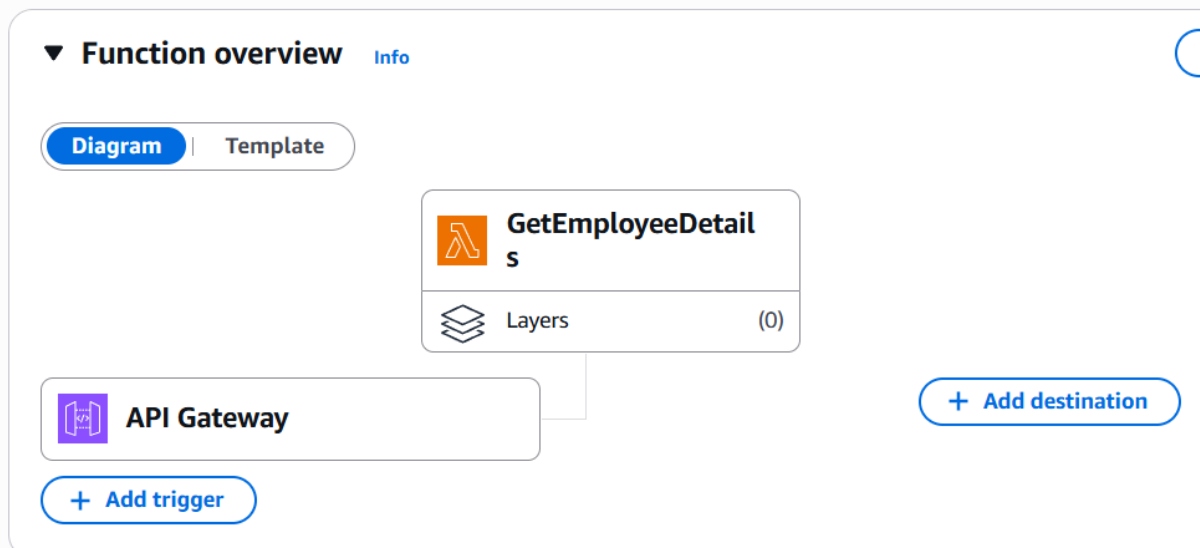 Function overview Info
Diagram | Template
GetEmployeeDetail
s
Layers (0)
API Gateway
+ Add destination
+ Add trigger